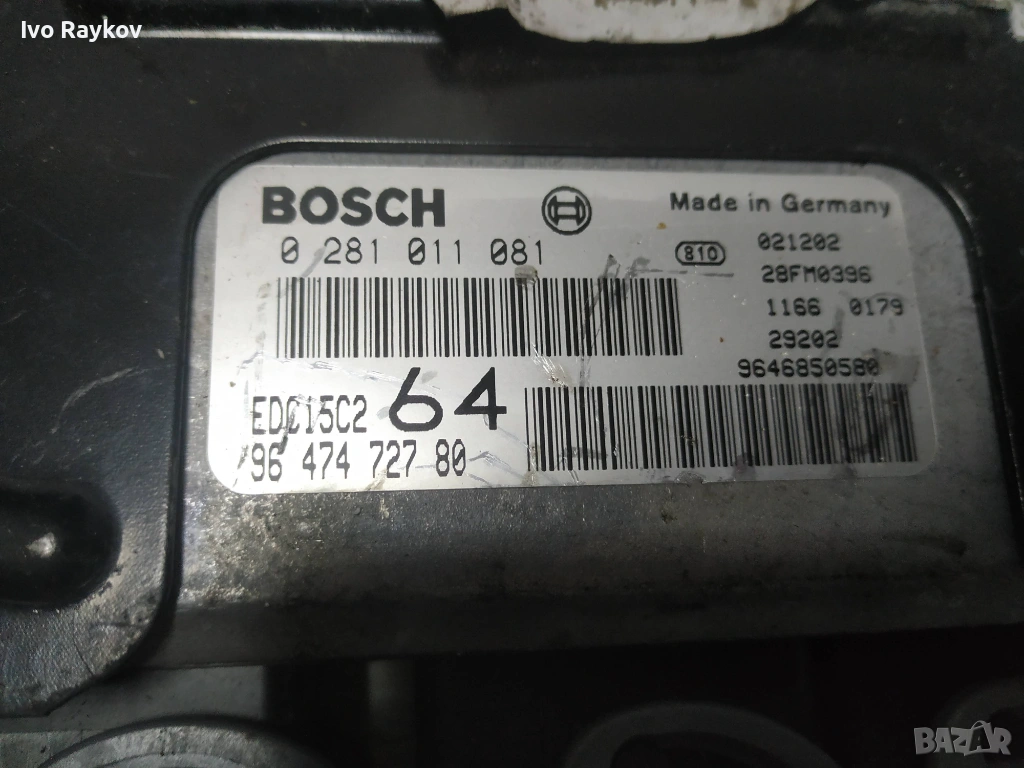 Ivo Raykov
BOSCH
Made in Germany
0 281 011 081
810
021202
28FM0396
1166 0179
29202
9646850580
EDC15C2 64
96 474 727 80
BAZAR